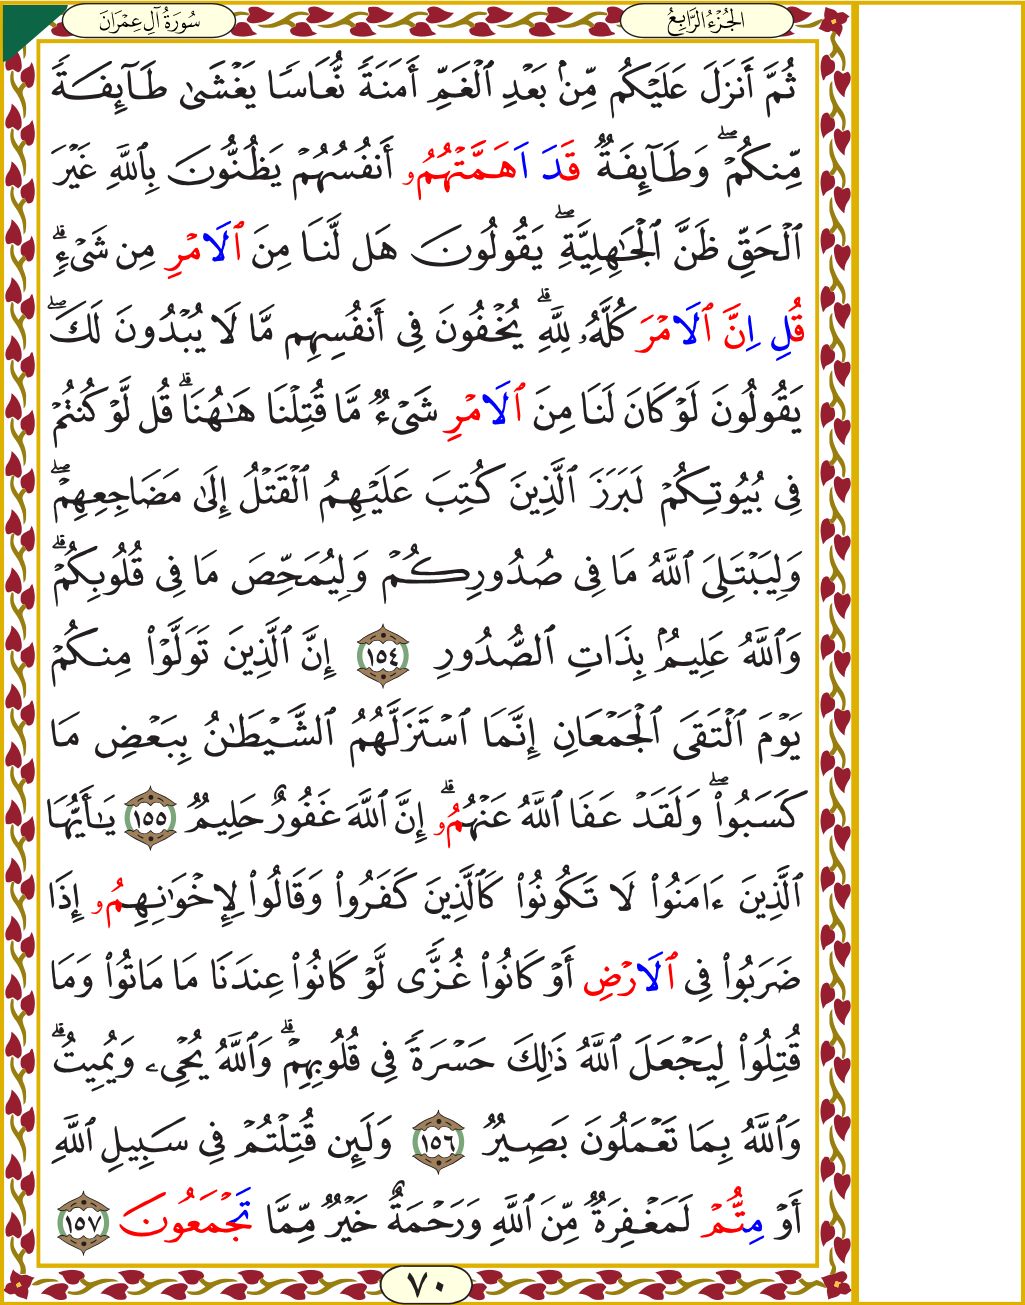 سُورَةُ آلِ عِمْرَانَ
الجُزْءُ الرَّابِعُ
ثُمَّ أَنزَلَ عَلَيْكُم مِّنۢ بَعْدِ ٱلْغَمِّ أَمَنَةً نُّعَاسًا يَغْشَىٰ طَآئِفَةً
مِّنكُمْۖ وَطَآئِفَةٌ قَدَ اَهَمَّتْهُمُۥ أَنفُسُهُمْ يَظُنُّونَ بِٱللَّهِ غَيْرَ
ٱلْحَقِّ ظَنَّ ٱلْجَٰهِلِيَّةِۖ يَقُولُونَ هَل لَّنَا مِنَ ٱلَامْرِ مِن شَىْءٍۗ
قُلِ اِنَّ ٱلَامْرَ كُلَّهُۥ لِلَّهِۗ يُخْفُونَ فِىٓ أَنفُسِهِم مَّا لَا يُبْدُونَ لَكَۖ
يَقُولُونَ لَوْ كَانَ لَنَا مِنَ ٱلَامْرِ شَىْءٌ مَّا قُتِلْنَا هَٰهُنَاۗ قُل لَّوْ كُنتُمْ
فِى بُيُوتِكُمْ لَبَرَزَ ٱلَّذِينَ كُتِبَ عَلَيْهِمُ ٱلْقَتْلُ إِلَىٰ مَضَاجِعِهِمْۖ
وَلِيَبْتَلِىَ ٱللَّهُ مَا فِى صُدُورِكُمْ وَلِيُمَحِّصَ مَا فِى قُلُوبِكُمْۗ
وَٱللَّهُ عَلِيمٌۢ بِذَاتِ ٱلصُّدُورِ ١٥٤ إِنَّ ٱلَّذِينَ تَوَلَّوْا۟ مِنكُمْ
يَوْمَ ٱلْتَقَى ٱلْجَمْعَانِ إِنَّمَا ٱسْتَزَلَّهُمُ ٱلشَّيْطَٰنُ بِبَعْضِ مَا
كَسَبُوا۟ۖ وَلَقَدْ عَفَا ٱللَّهُ عَنْهُمُۥۗ إِنَّ ٱللَّهَ غَفُورٌ حَلِيمٌ ١٥٥ يَٰأَيُّهَا
ٱلَّذِينَ ءَامَنُوا۟ لَا تَكُونُوا۟ كَٱلَّذِينَ كَفَرُوا۟ وَقَالُوا۟ لِإِخْوَٰنِهِمُۥ إِذَا
ضَرَبُوا۟ فِى ٱلَارْضِ أَوْ كَانُوا۟ غُزًّى لَّوْ كَانُوا۟ عِندَنَا مَا مَاتُوا۟ وَمَا
قُتِلُوا۟ لِيَجْعَلَ ٱللَّهُ ذَٰلِكَ حَسْرَةً فِى قُلُوبِهِمْۗ وَٱللَّهُ يُحْىِۦ وَيُمِيتُۗ
وَٱللَّهُ بِمَا تَعْمَلُونَ بَصِيرٌ ١٥٦ وَلَئِن قُتِلْتُمْ فِى سَبِيلِ ٱللَّهِ
أَوْ مِتُّمْ لَمَغْفِرَةٌ مِّنَ ٱللَّهِ وَرَحْمَةٌ خَيْرٌ مِّمَّا تَجْمَعُونَ ١٥٧
٧٠